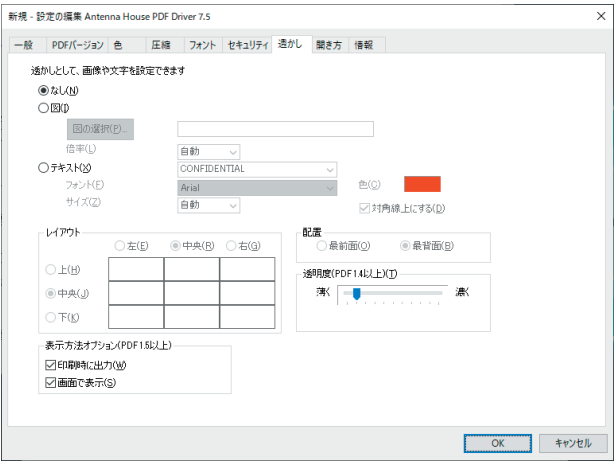 新規 - 設定の編集 Antenna House PDF Driver 7.5
一般 PDFバージョン 色 圧縮 フォント セキュリティ 透かし 開き方 情報
透かしとして、画像や文字を設定できます
なし(N)
図(I)
図の選択(P)...
倍率(L) 自動
テキスト(X) CONFIDENTIAL
フォント(F) Arial 色(C)
サイズ(Z) 自動 対角線上にする(D)
レイアウト
左(E) 中央(R) 右(G)
上(H)
中央(J)
下(K)
配置
最前面(O) 最背面(B)
透明度(PDF1.4以上)(T)
薄く 濃く
表示方法オプション(PDF1.5以上)
印刷時に出力(W)
画面で表示(S)
OK キャンセル